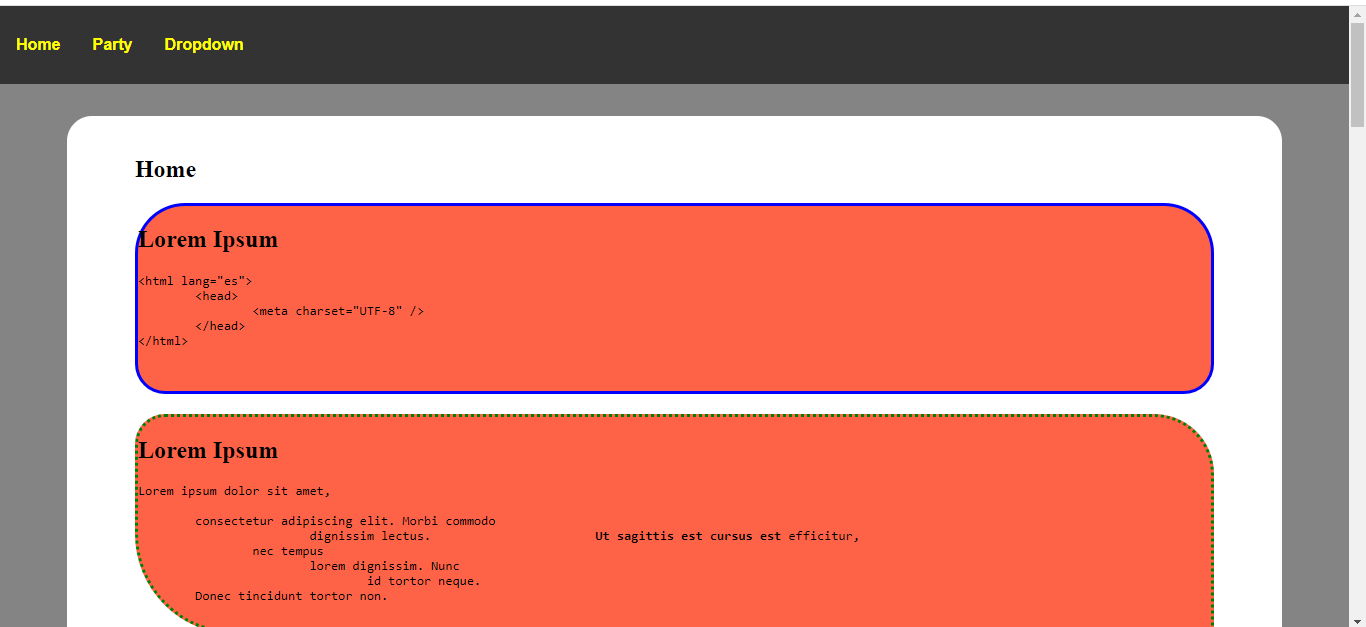 Home Party Dropdown
Home
Lorem Ipsum
<html lang="es">
<head>
<meta charset="UTF-8" />
</head>
</html>
Lorem Ipsum
Lorem ipsum dolor sit amet,
consectetur adipiscing elit. Morbi commodo
dignissim lectus. Ut sagittis est cursus est efficitur,
nec tempus
lorem dignissim. Nunc
id tortor neque.
Donec tincidunt tortor non.